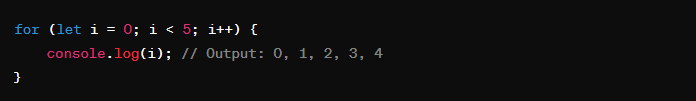 for (let i = 0; i < 5; i++) {
    console.log(i); // Output: 0, 1, 2, 3, 4
}